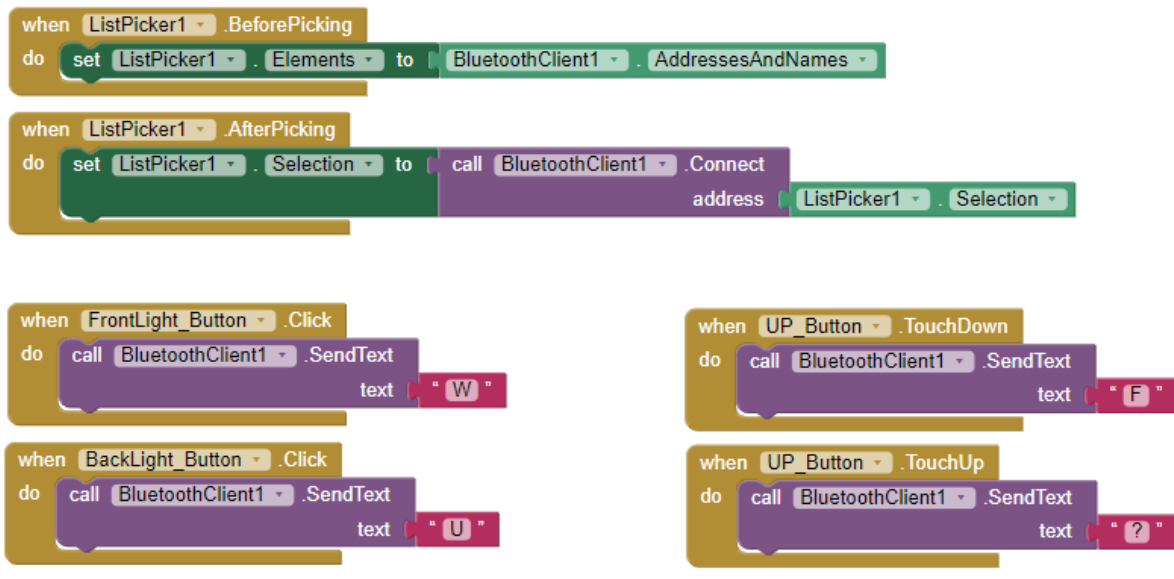 when ListPicker1 .BeforePicking
do set ListPicker1 . Elements to BluetoothClient1 . AddressesAndNames
when ListPicker1 .AfterPicking
do set ListPicker1 . Selection to call BluetoothClient1 .Connect
address ListPicker1 . Selection
when FrontLight_Button .Click
do call BluetoothClient1 .SendText
text " W "
when BackLight_Button .Click
do call BluetoothClient1 .SendText
text " U "
when UP_Button .TouchDown
do call BluetoothClient1 .SendText
text " F "
when UP_Button .TouchUp
do call BluetoothClient1 .SendText
text " ? "